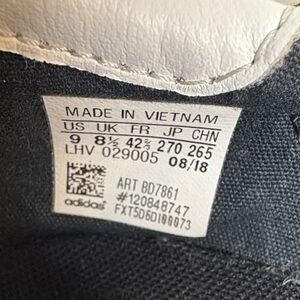 MADE IN VIETNAM
US UK FR JP CHN
9 8½ 42⅔ 270 265
LHV 029005 08/18
ART BD7861
#120848747
FXT5D6DI00073
adidas